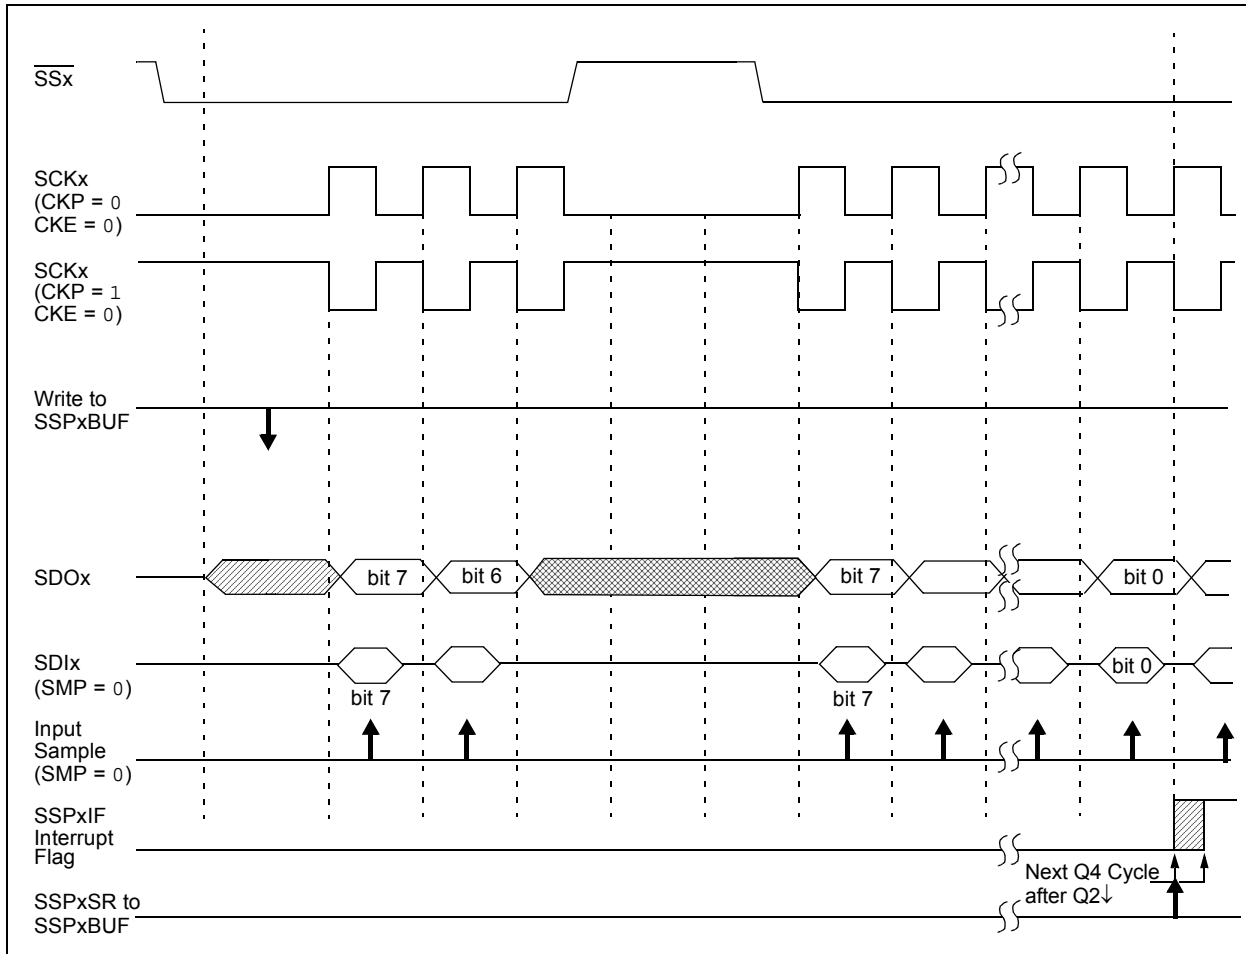 SSx
SCKx
(CKP = 0
CKE = 0)
SCKx
(CKP = 1
CKE = 0)
Write to
SSPxBUF
SDOx
bit 7
bit 6
bit 7
bit 0
SDIx
(SMP = 0)
bit 7
bit 7
bit 0
Input
Sample
(SMP = 0)
SSPxIF
Interrupt
Flag
Next Q4 Cycle
after Q2↓
SSPxSR to
SSPxBUF